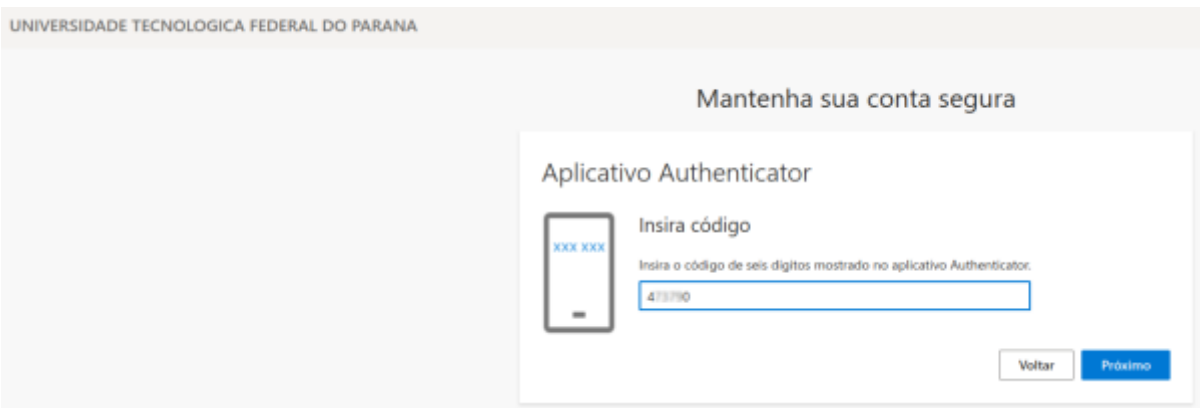 UNIVERSIDADE TECNOLOGICA FEDERAL DO PARANA
Mantenha sua conta segura
Aplicativo Authenticator
Insira código
xxx xxx
Insira o código de seis dígitos mostrado no aplicativo Authenticator.
Voltar
Próximo